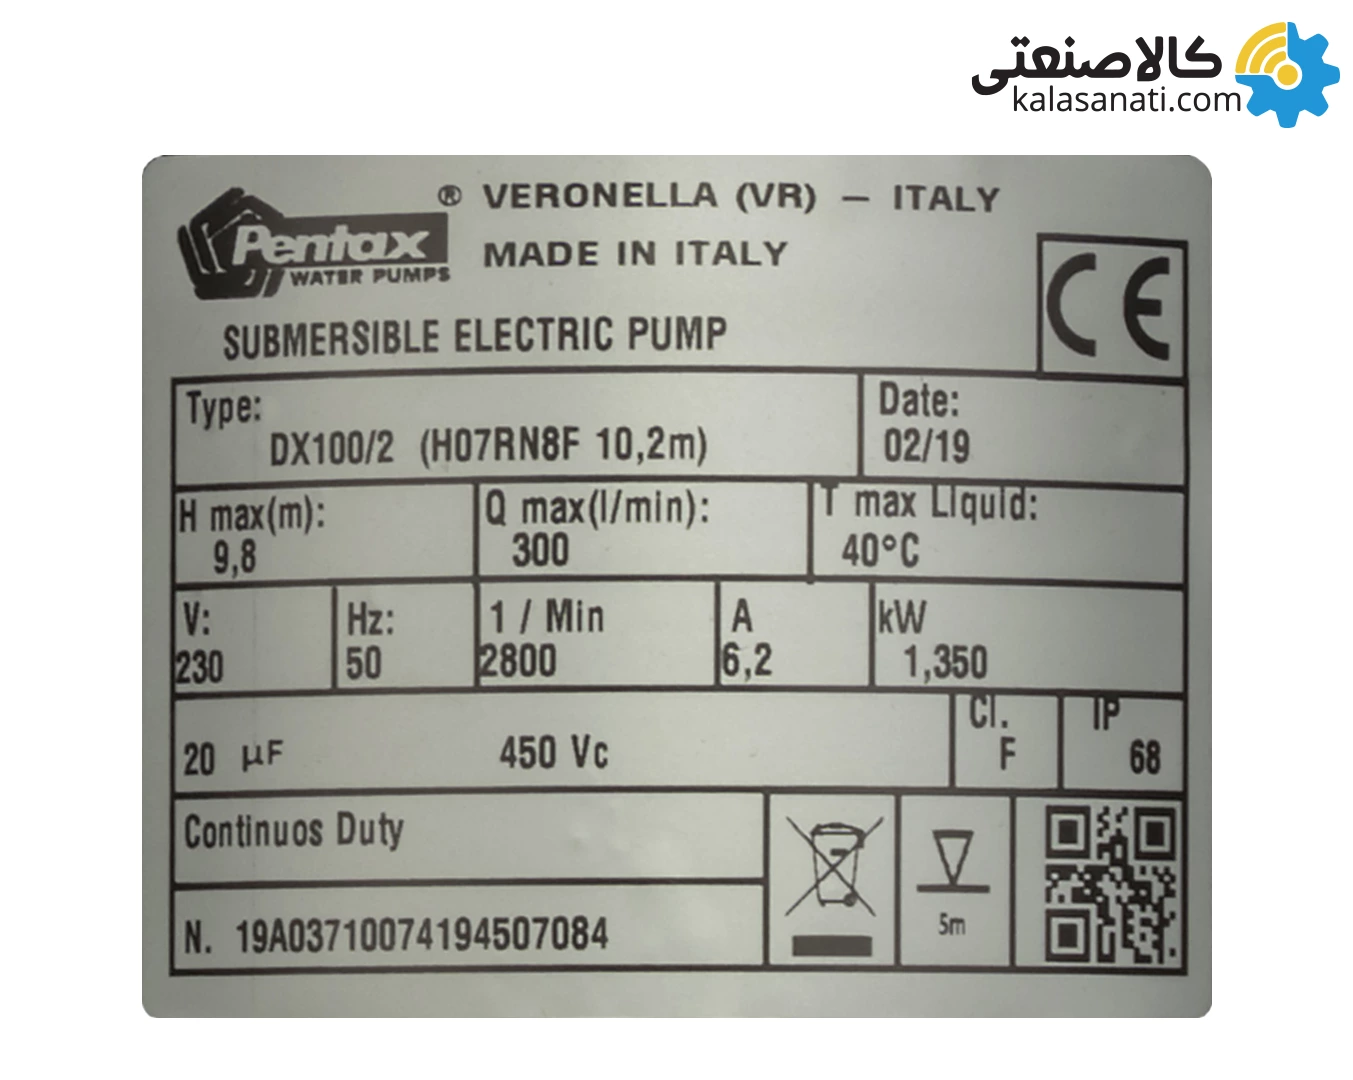 کالاصنعتی
kalasanati.com
® VERONELLA (VR) – ITALY
Pentax
WATER PUMPS
MADE IN ITALY
CE
SUBMERSIBLE ELECTRIC PUMP
Type:
DX100/2 (H07RN8F 10,2m)
Date:
02/19
H max(m):
9,8
Q max(l/min):
300
T max Liquid:
40°C
V:
230
Hz:
50
1 / Min
2800
A
6,2
kW
1,350
20 µF 450 Vc
Cl.
F
IP
68
Continuos Duty
N. 19A03710074194507084
5m